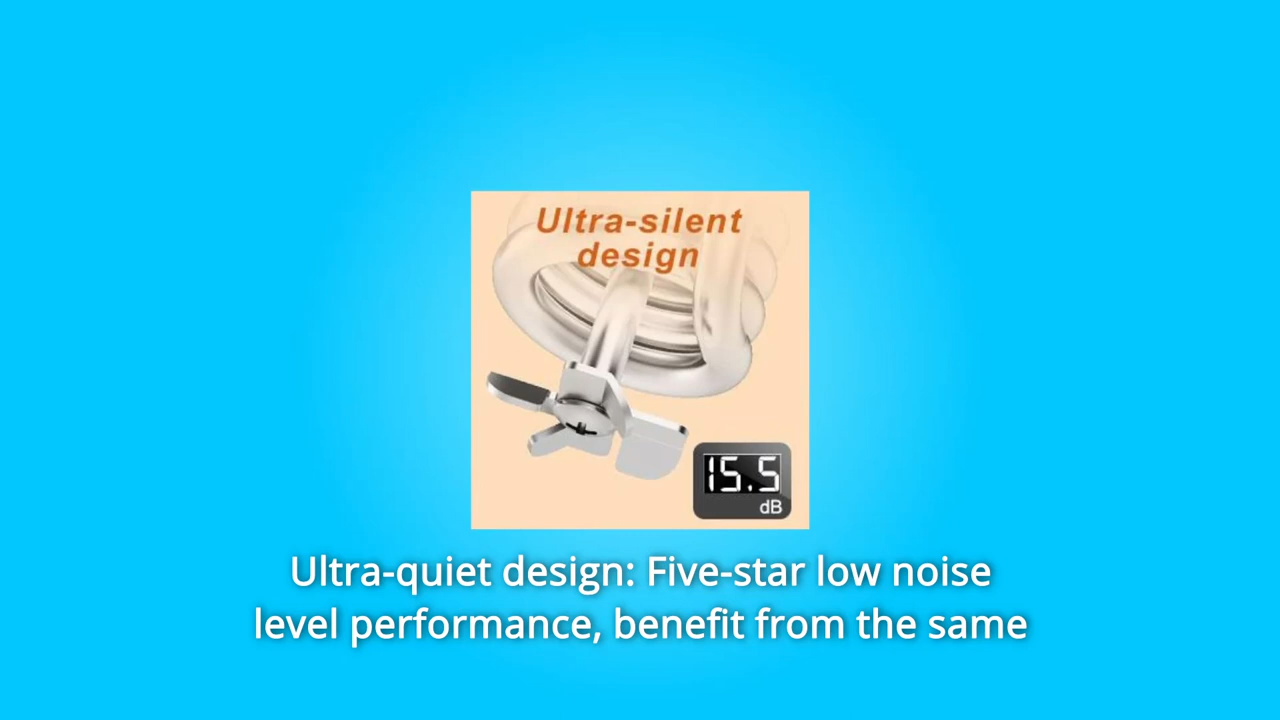 Ultra-silent
design
15.5
dB
Ultra-quiet design: Five-star low noise
level performance, benefit from the same